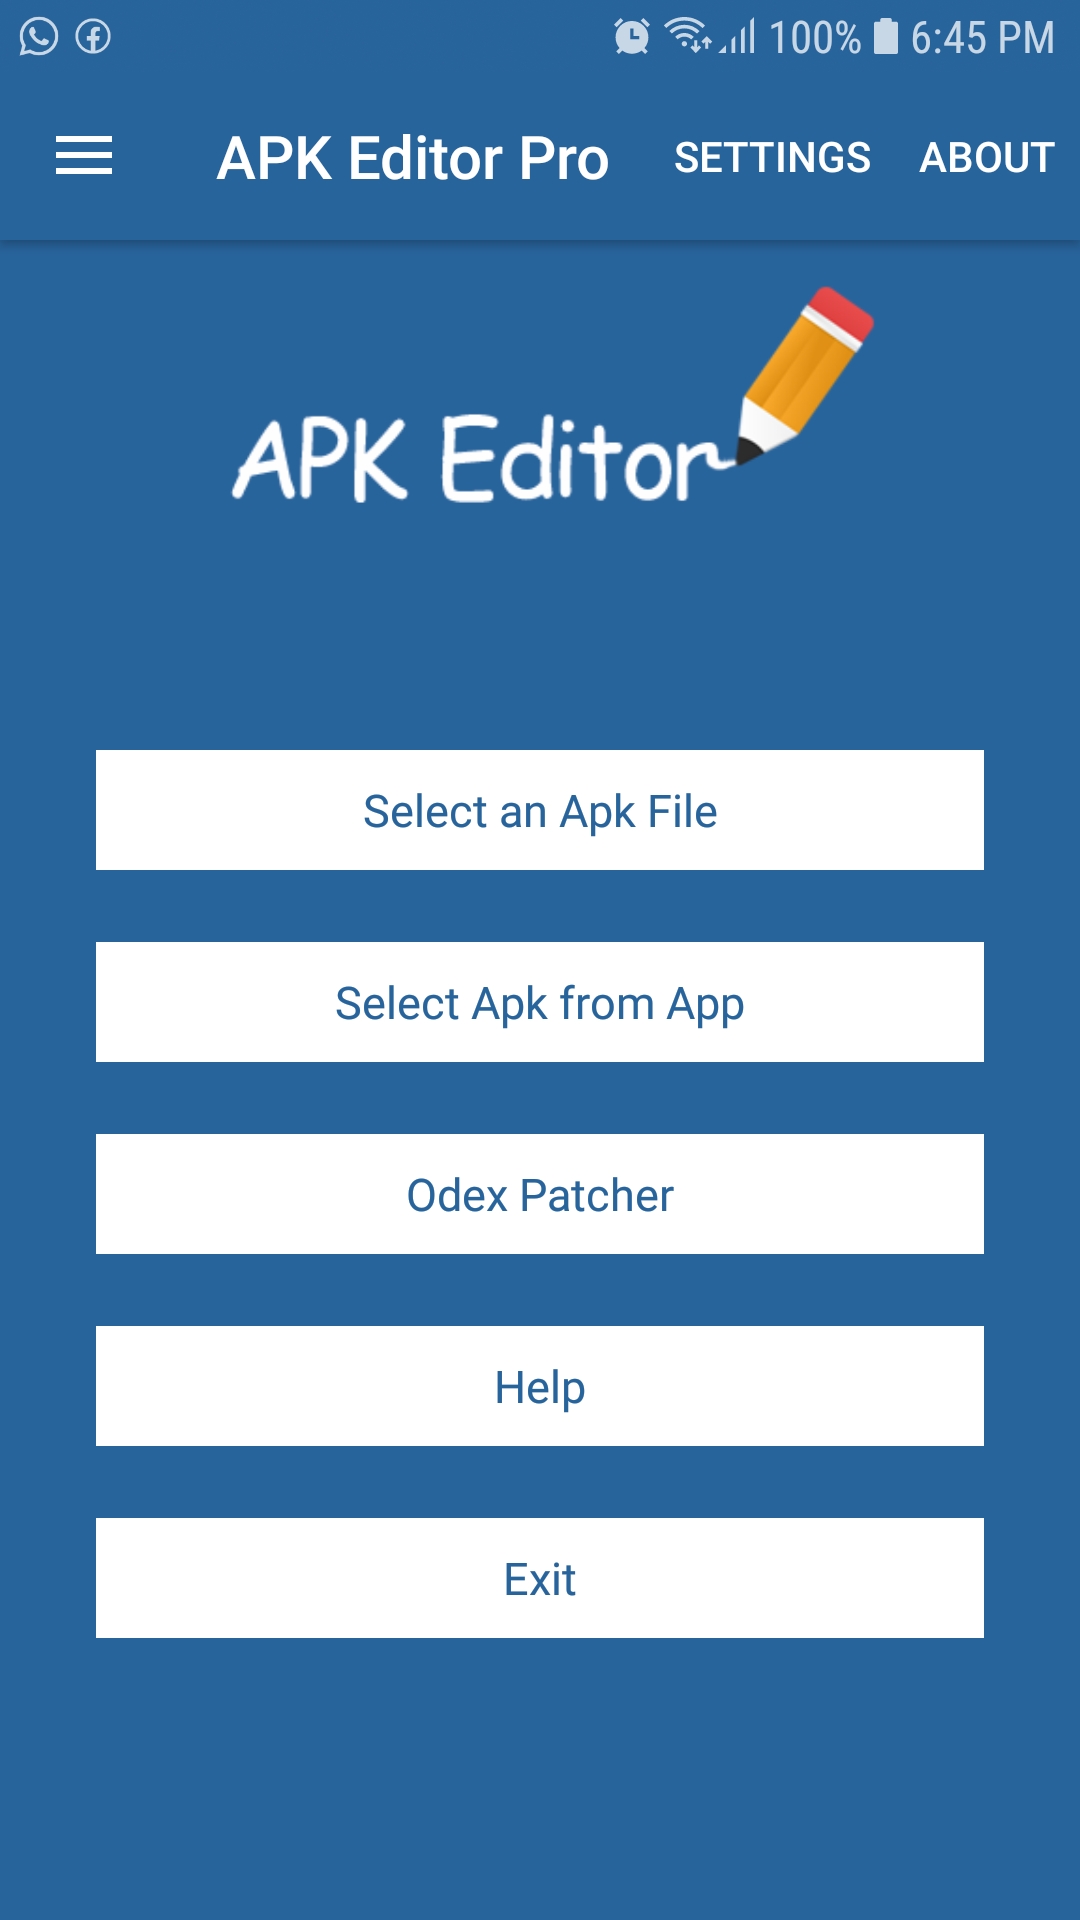 100% 6:45 PM
APK Editor Pro SETTINGS ABOUT
APK Editor
Select an Apk File
Select Apk from App
Odex Patcher
Help
Exit